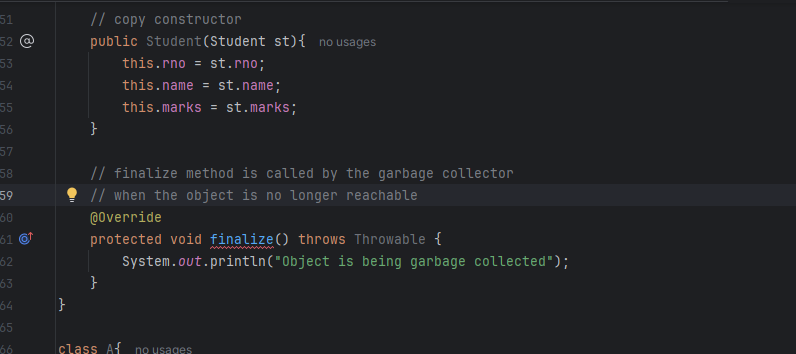 51 // copy constructor
52 public Student(Student st){ no usages
53 this.rno = st.rno;
54 this.name = st.name;
55 this.marks = st.marks;
56 }
57
58 // finalize method is called by the garbage collector
59 // when the object is no longer reachable
60 @Override
61 protected void finalize() throws Throwable {
62 System.out.println("Object is being garbage collected");
63 }
64 }
65
66 class A{ no usages